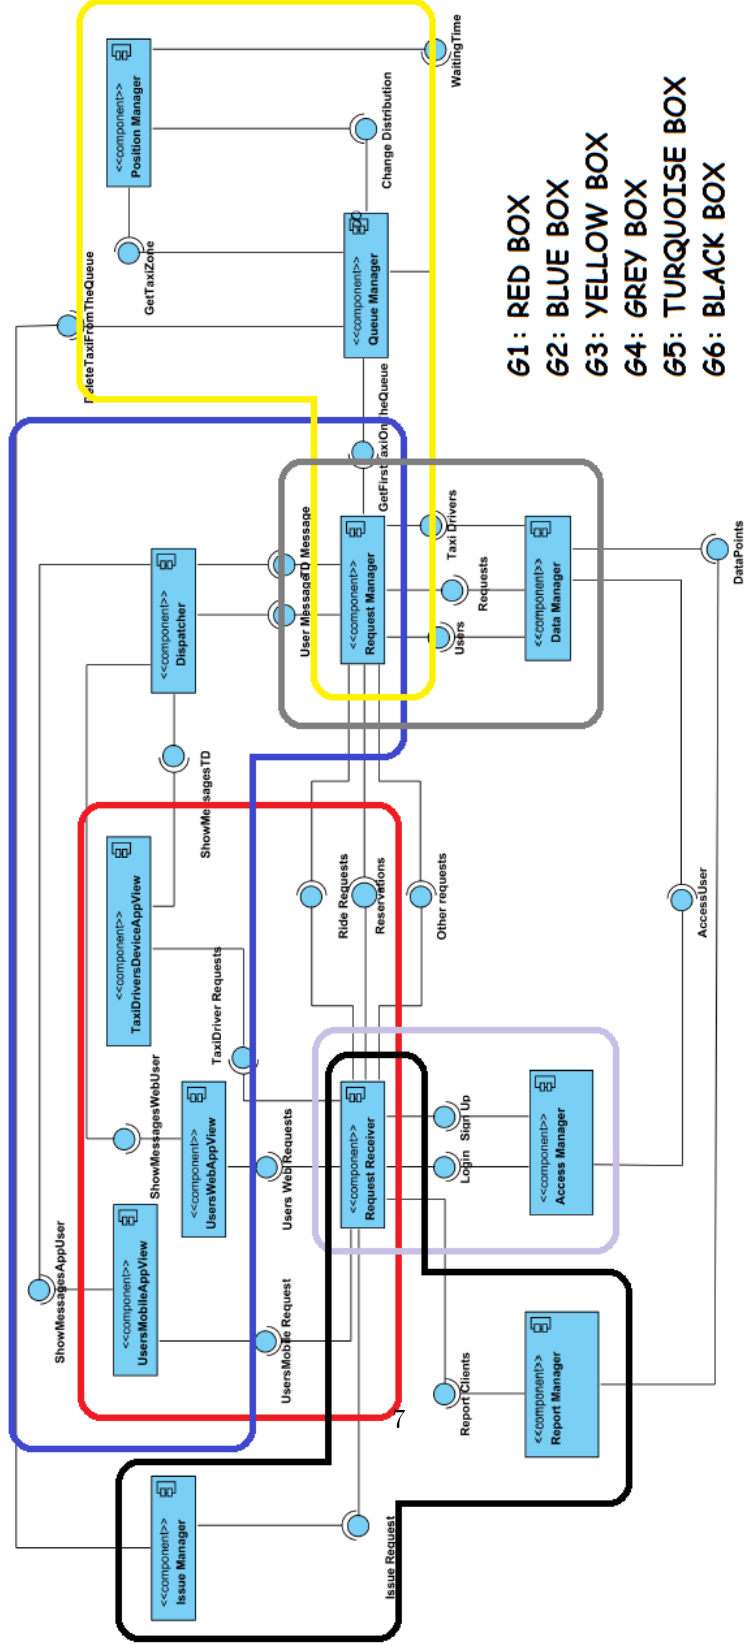 <<component>>
Position Manager
WaitingTime
Change Distribution
GetTaxiZone
<<component>>
Queue Manager
DeleteTaxiFromTheQueue
GetFirstTaxiOnTheQueue
<<component>>
Dispatcher
User Message
TD Message
<<component>>
Request Manager
Taxi Drivers
Requests
Users
<<component>>
Data Manager
DataPoints
ShowMessagesTD
<<component>>
TaxiDriversDeviceAppView
Ride Requests
Reservations
Other requests
AccessUser
TaxiDriver Requests
ShowMessagesWebUser
<<component>>
UsersWebAppView
Users Web Requests
<<component>>
Request Receiver
Sign Up
Login
<<component>>
Access Manager
ShowMessagesAppUser
<<component>>
UsersMobileAppView
UsersMobile Request
Report Clients
<<component>>
Report Manager
<<component>>
Issue Manager
Issue Request
7
G1: RED BOX
G2: BLUE BOX
G3: YELLOW BOX
G4: GREY BOX
G5: TURQUOISE BOX
G6: BLACK BOX